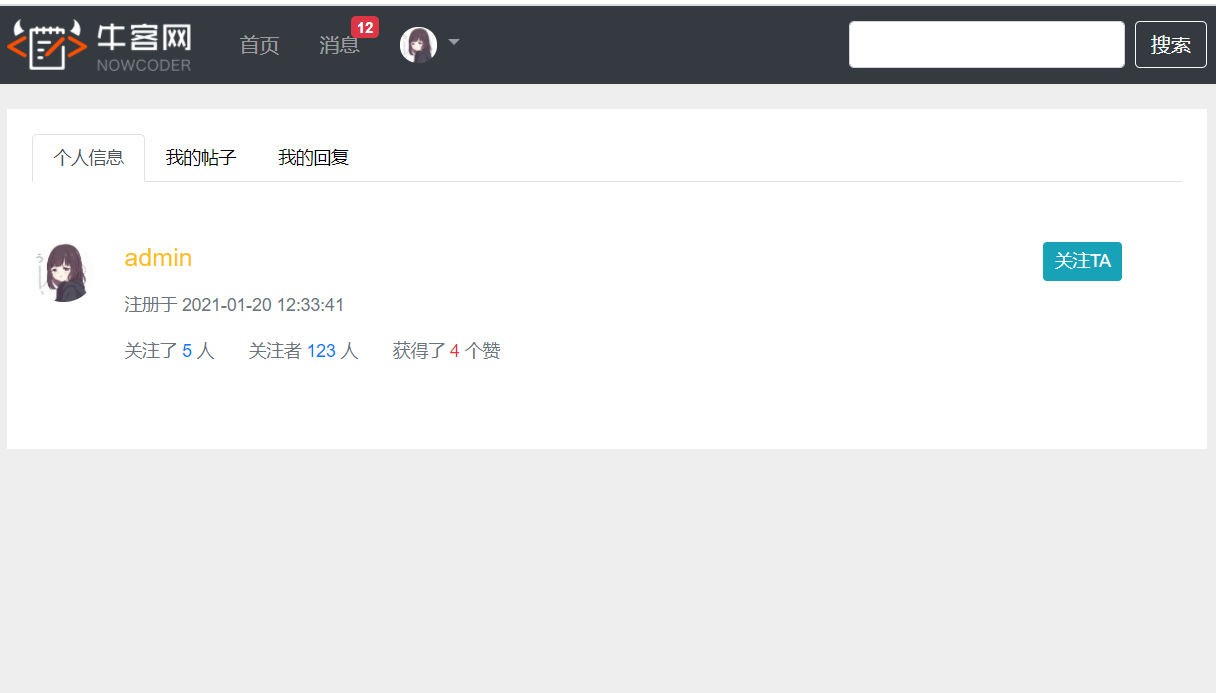 牛客网
NOWCODER
首页 消息 12
搜索
个人信息 我的帖子 我的回复
admin
关注TA
注册于 2021-01-20 12:33:41
关注了 5 人 关注者 123 人 获得了 4 个赞